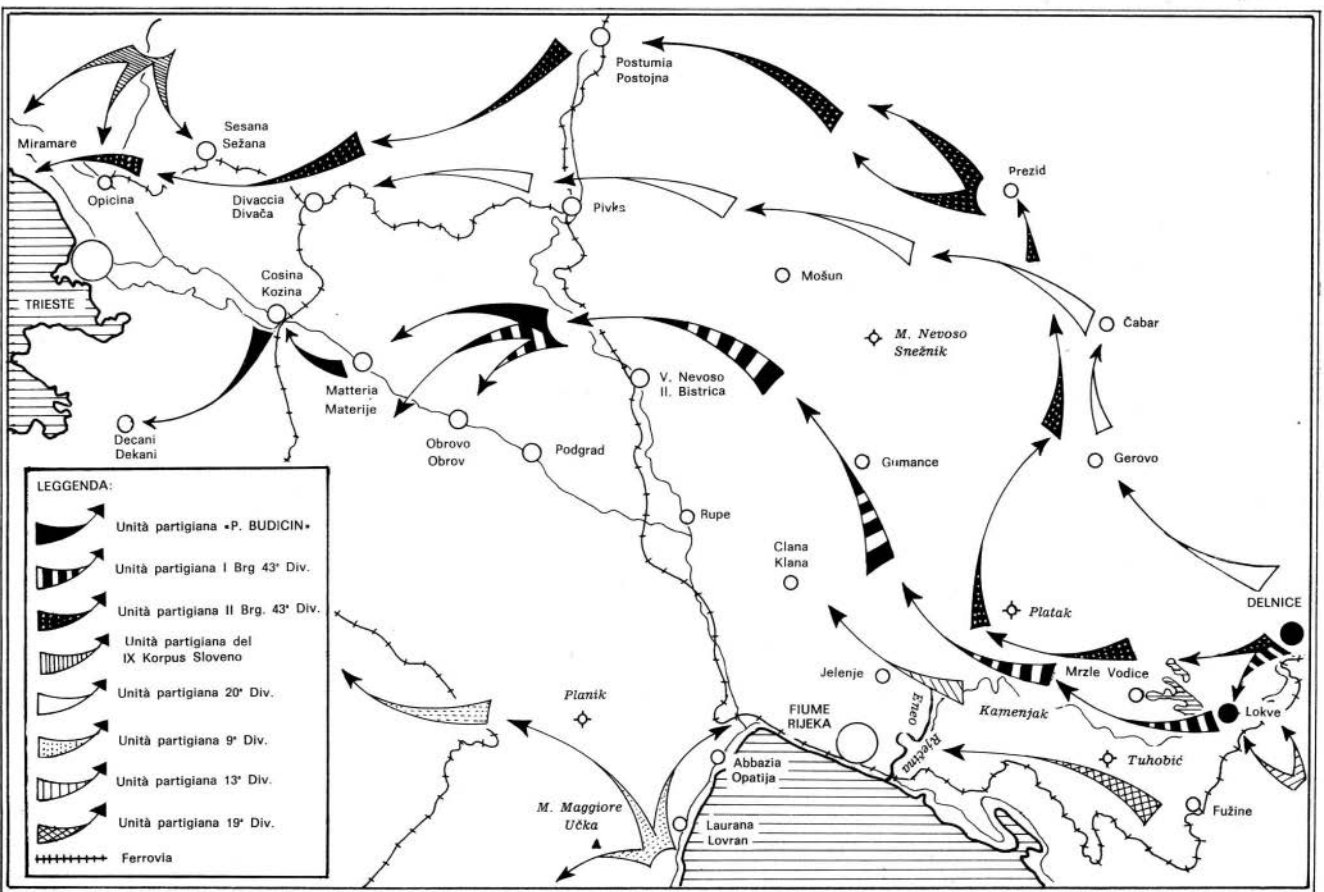 Postumia
Postojna
Sesana
Sežana
Miramare
Opicina
Divaccia
Divača
Pivka
Prezid
Mošun
Cosina
Kozina
TRIESTE
M. Nevoso
Snežnik
Čabar
V. Nevoso
Il. Bistrica
Matteria
Materije
Decani
Dekani
Obrovo
Obrov
Podgrad
Gumance
Gerovo
Rupe
Clana
Klana
Platak
DELNICE
Mrzle Vodice
Jelenje
Planik
FIUME
RIJEKA
Eneo
Rječina
Kamenjak
Lokve
Tuhobić
Abbazia
Opatija
M. Maggiore
Učka
Laurana
Lovran
Fužine
LEGGENDA:
Unità partigiana «P. BUDICIN»
Unità partigiana I Brg 43ª Div.
Unità partigiana II Brg. 43ª Div.
Unità partigiana del
IX Korpus Sloveno
Unità partigiana 20ª Div.
Unità partigiana 9ª Div.
Unità partigiana 13ª Div.
Unità partigiana 19ª Div.
Ferrovia